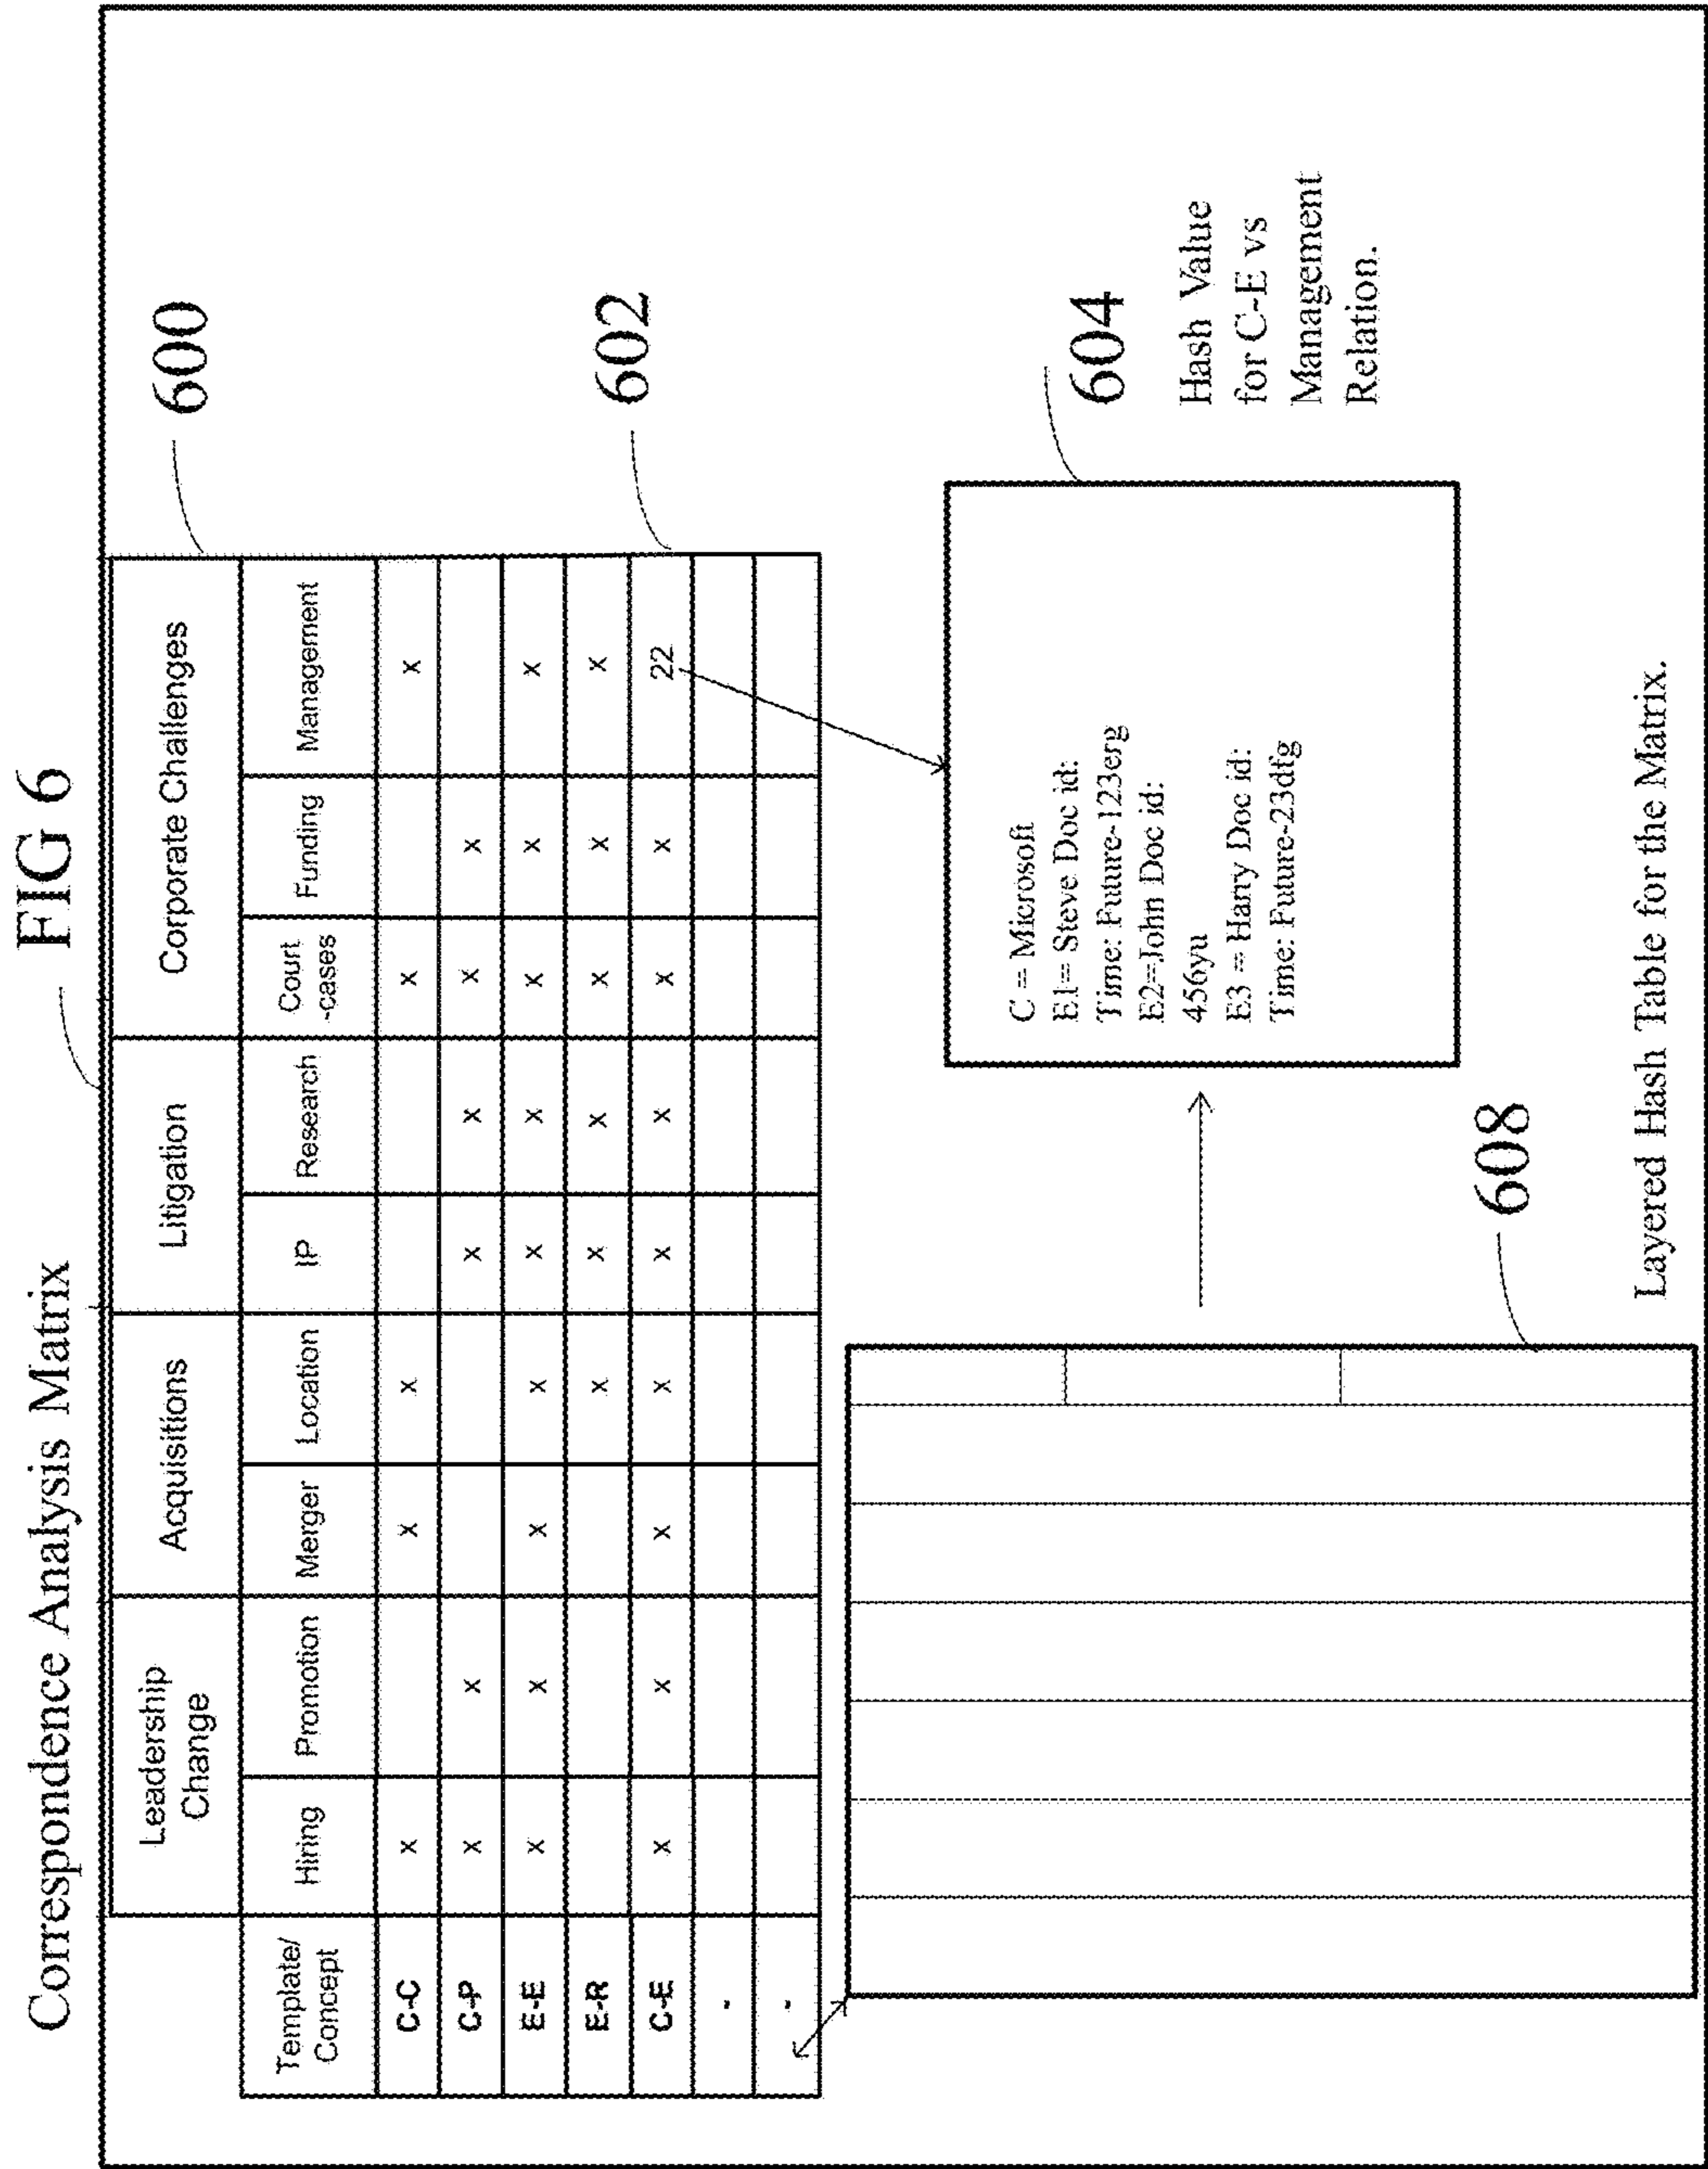 FIG 6
Correspondence Analysis Matrix
600
Leadership Change Acquisitions Litigation Corporate Challenges
Template/Concept Hiring Promotion Merger Location IP Research Court-cases Funding Management
C-C x x x x x
C-P x x x x x x
E-E x x x x x x x x x
E-R x x x x x x
C-E x x x x x x x x 22
-
-
602
604
Hash Value
for C-E vs
Management
Relation.
C = Microsoft
E1= Steve Doc id:
Time: Future-123erg
E2=John Doc id:
456yu
E3 = Harry Doc id:
Time: Future-23dfg
608
Layered Hash Table for the Matrix.